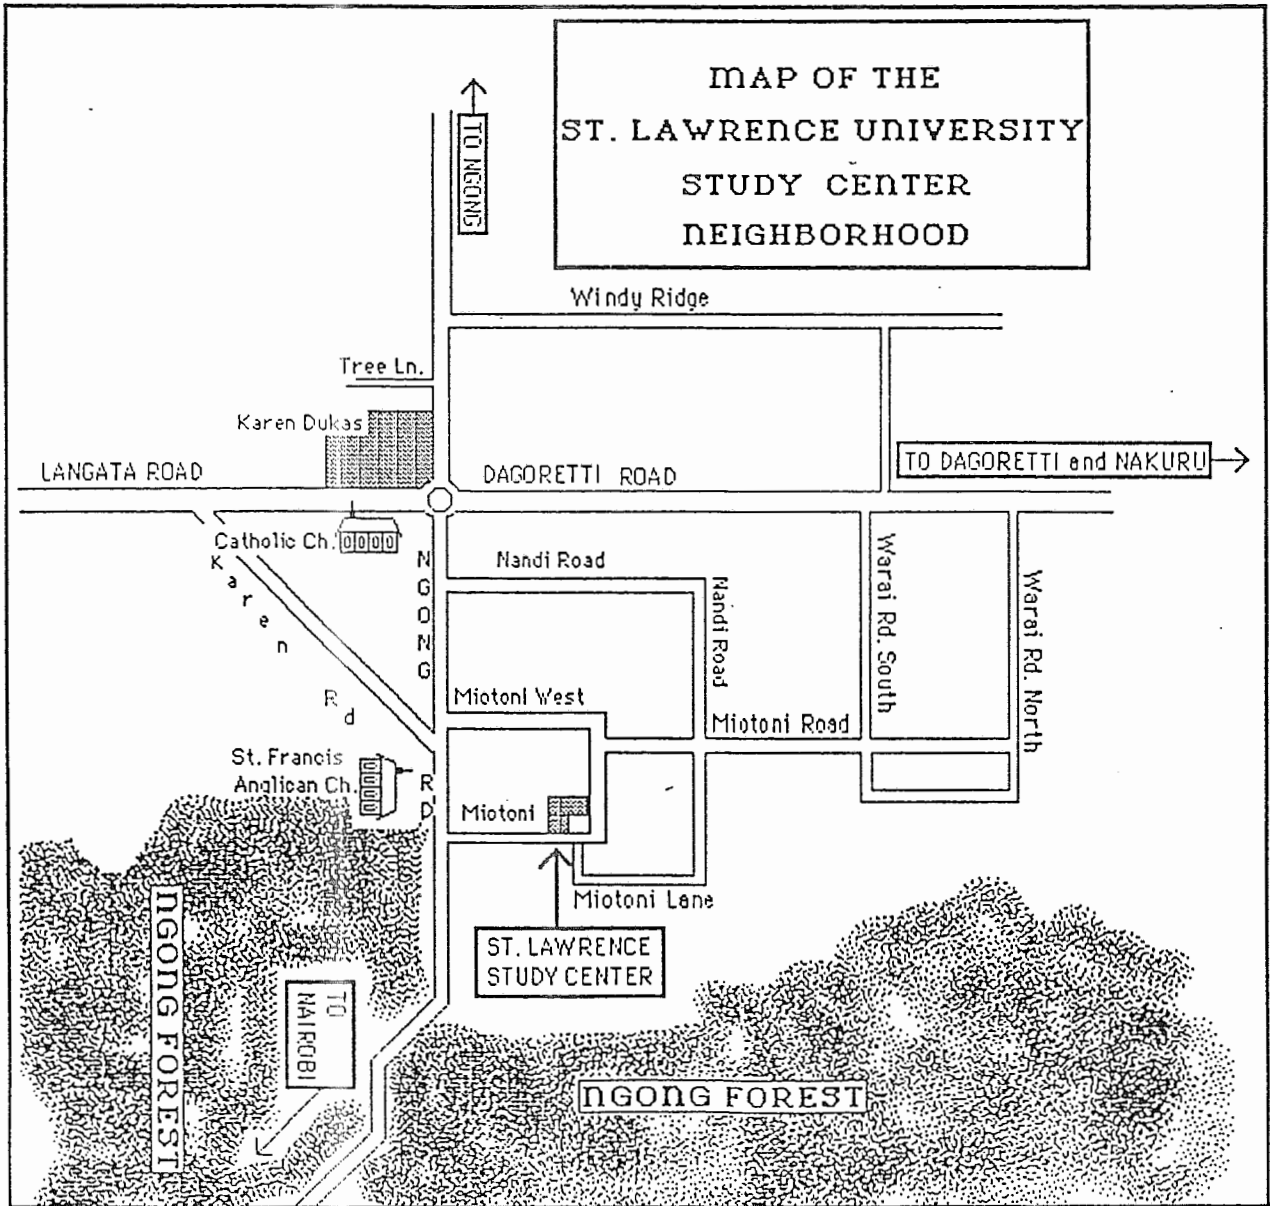 MAP OF THE
ST. LAWRENCE UNIVERSITY
STUDY CENTER
NEIGHBORHOOD
TO NGONG
Windy Ridge
Tree Ln.
Karen Dukas
LANGATA ROAD
DAGORETTI ROAD
TO DAGORETTI and NAKURU
Catholic Ch.
Karen Rd
NGONG RD
Nandi Road
Nandi Road
Warai Rd. South
Warai Rd. North
Miotoni West
Miotoni Road
St. Francis
Anglican Ch.
Miotoni
Miotoni Lane
ST. LAWRENCE
STUDY CENTER
NGONG FOREST
TO
NAIROBI
NGONG FOREST